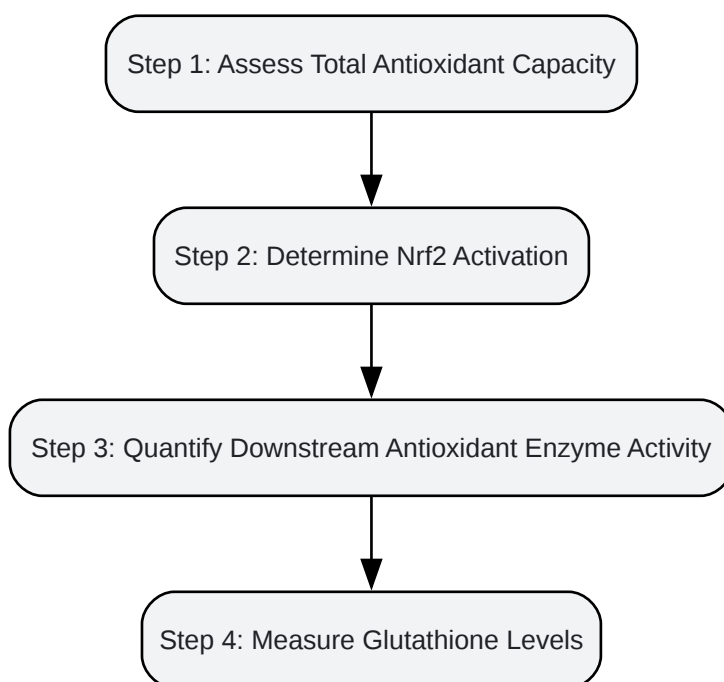 Step 1: Assess Total Antioxidant Capacity
Step 2: Determine Nrf2 Activation
Step 3: Quantify Downstream Antioxidant Enzyme Activity
Step 4: Measure Glutathione Levels